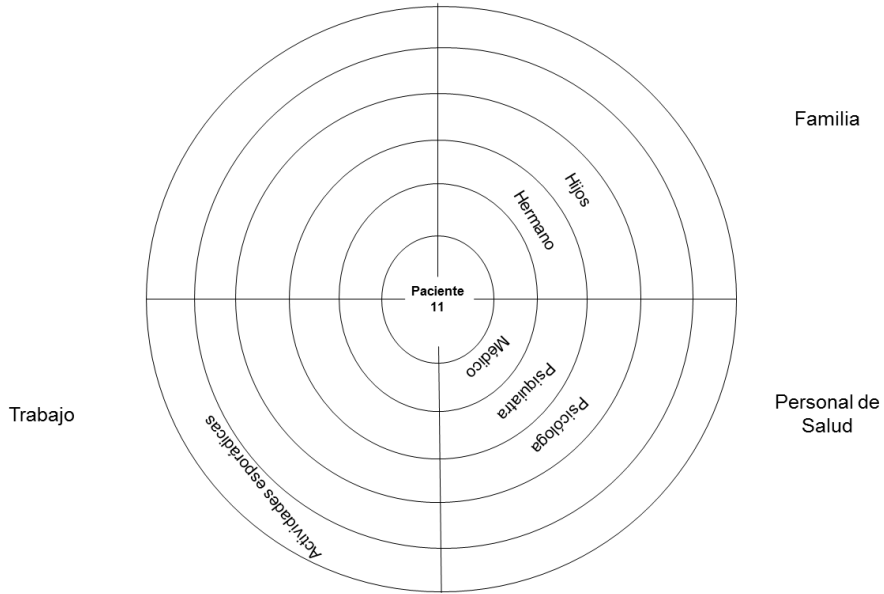 Familia
Hijos
Hermano
Paciente
11
Médico
Psiquiatra
Psicóloga
Trabajo
Personal de
Salud
Actividades esporádicas